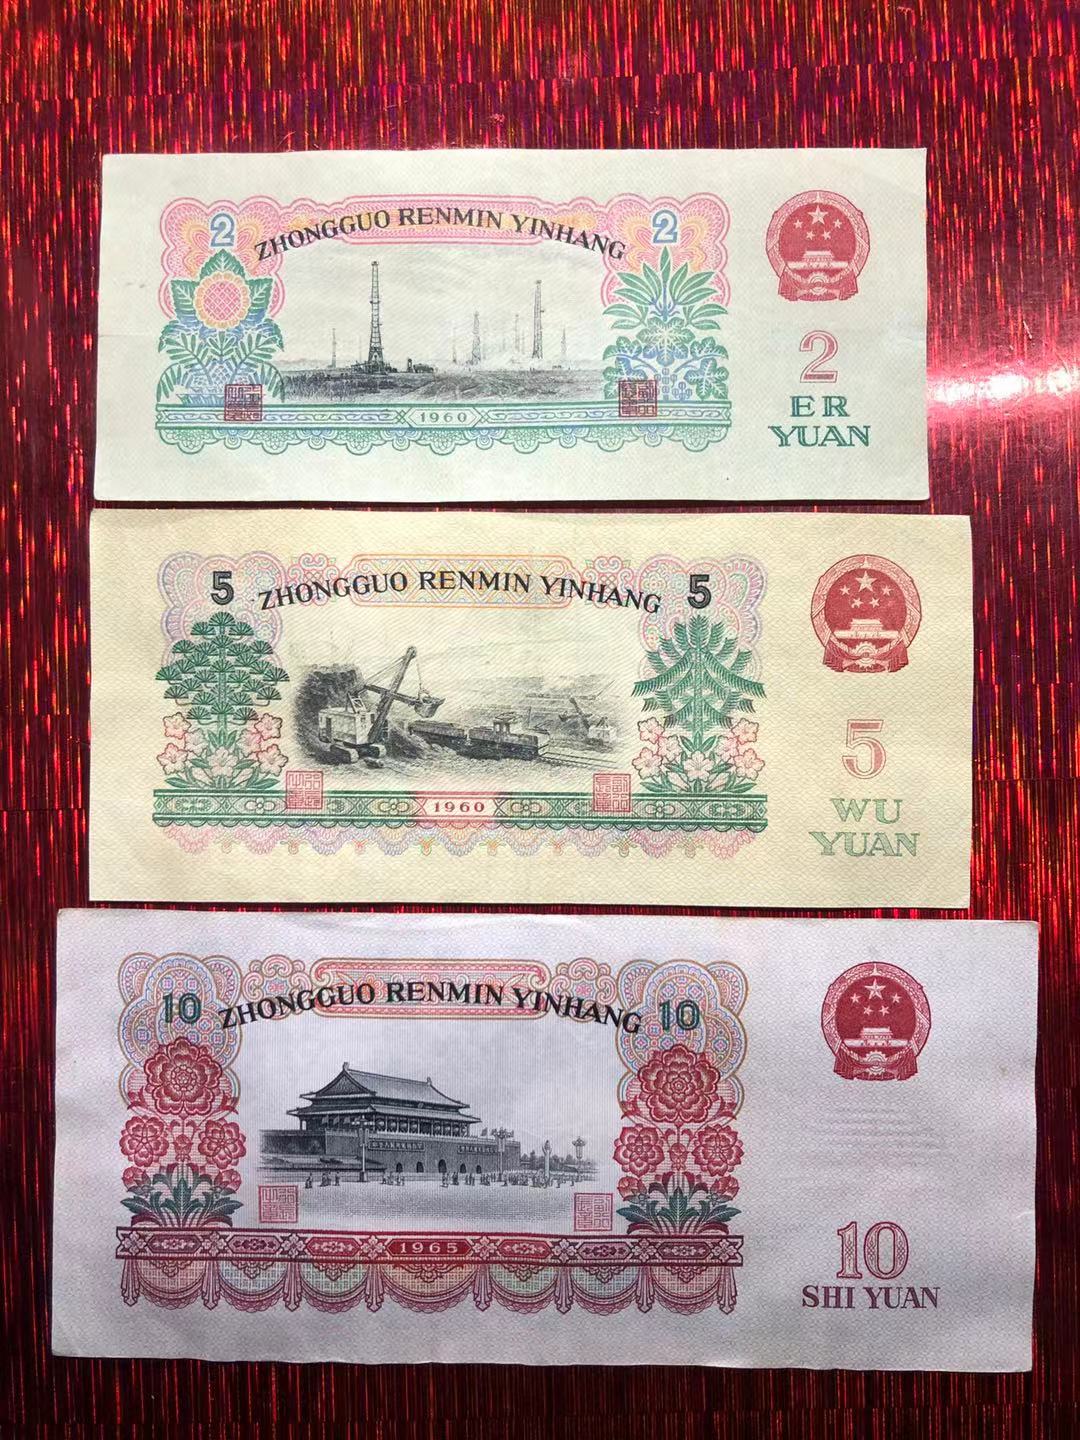 2 ZHONGGUO RENMIN YINHANG 2
1960
2
ER
YUAN
5 ZHONGGUO RENMIN YINHANG 5
1960
5
WU
YUAN
10 ZHONGGUO RENMIN YINHANG 10
1965
10
SHI YUAN